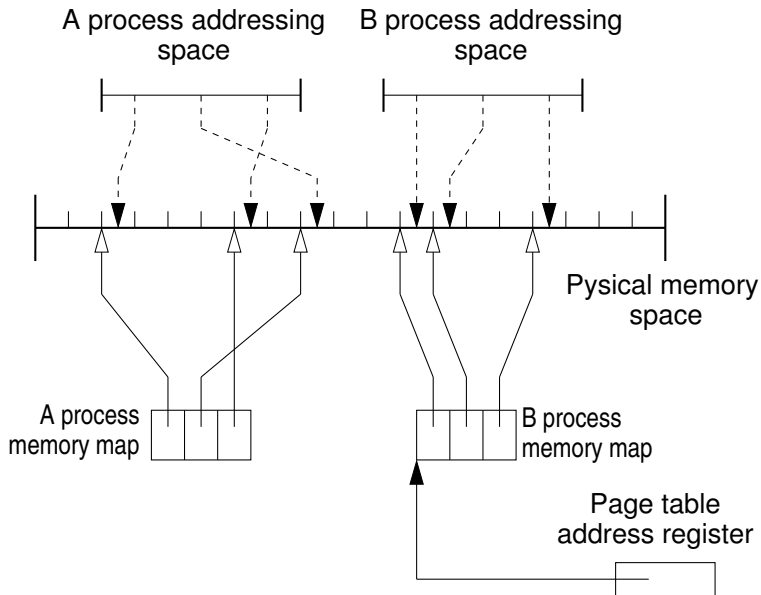 A process addressing
space
B process addressing
space
Pysical memory
space
A process
memory map
B process
memory map
Page table
address register